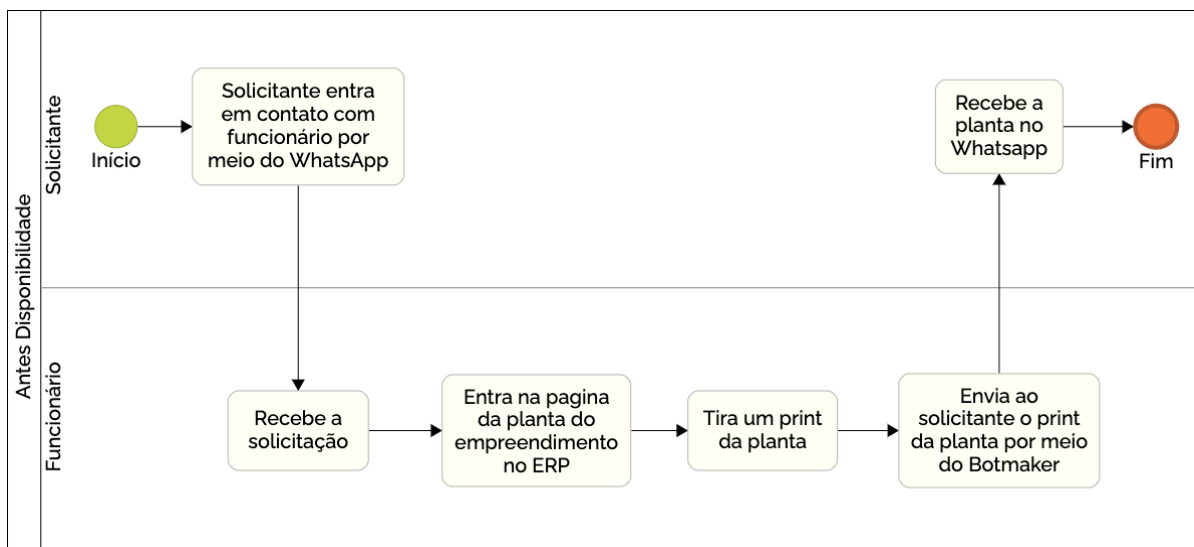 Antes Disponibilidade
Solicitante
Início
Solicitante entra
em contato com
funcionário por
meio do WhatsApp
Recebe a
planta no
Whatsapp
Fim
Funcionário
Recebe a
solicitação
Entra na pagina
da planta do
empreendimento
no ERP
Tira um print
da planta
Envia ao
solicitante o print
da planta por meio
do Botmaker